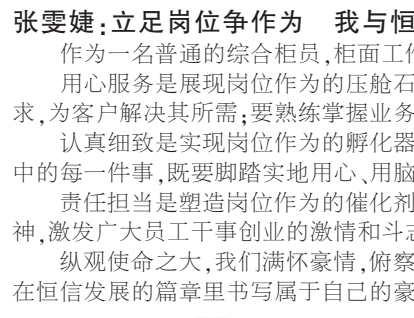 张雯婕:立足岗位争作为 我与恒
作为一名普通的综合柜员,柜面工作
用心服务是展现岗位作为的压舱石
求,为客户解决其所需;要熟练掌握业务
认真细致是实现岗位作为的孵化器
中的每一件事,既要脚踏实地用心、用脑
责任担当是塑造岗位作为的催化剂
神,激发广大员工干事创业的激情和斗志
纵观使命之大,我们满怀豪情,俯察
在恒信发展的篇章里书写属于自己的豪